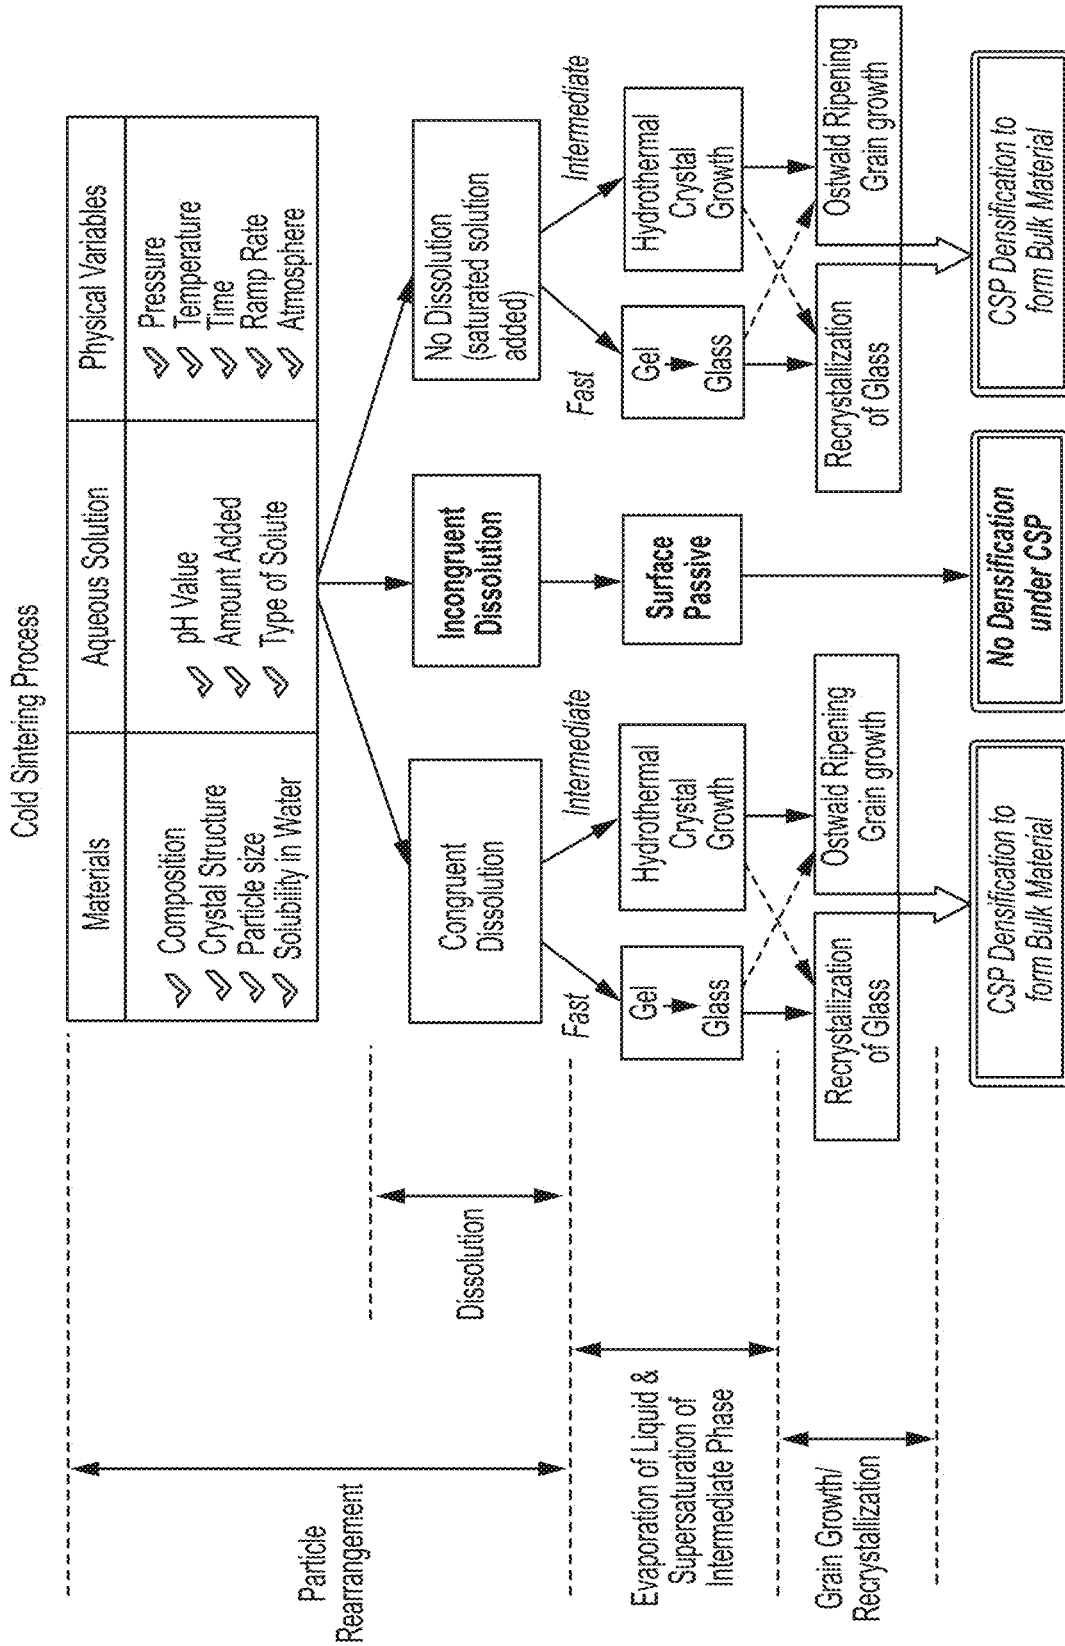 Cold Sintering Process
Materials
Aqueous Solution
Physical Variables
Composition
Crystal Structure
Particle size
Solubility in Water
pH Value
Amount Added
Type of Solute
Pressure
Temperature
Time
Ramp Rate
Atmosphere
Particle
Rearrangement
Dissolution
Congruent
Dissolution
Incongruent
Dissolution
No Dissolution
(saturated solution
added)
Fast
Intermediate
Fast
Intermediate
Evaporation of Liquid &
Supersaturation of
Intermediate Phase
Gel
Glass
Hydrothermal
Crystal
Growth
Surface
Passive
Gel
Glass
Hydrothermal
Crystal
Growth
Grain Growth/
Recrystallization
Recrystallization
of Glass
Ostwald Ripening
Grain growth
Recrystallization
of Glass
Ostwald Ripening
Grain growth
CSP Densification to
form Bulk Material
No Densification
under CSP
CSP Densification to
form Bulk Material